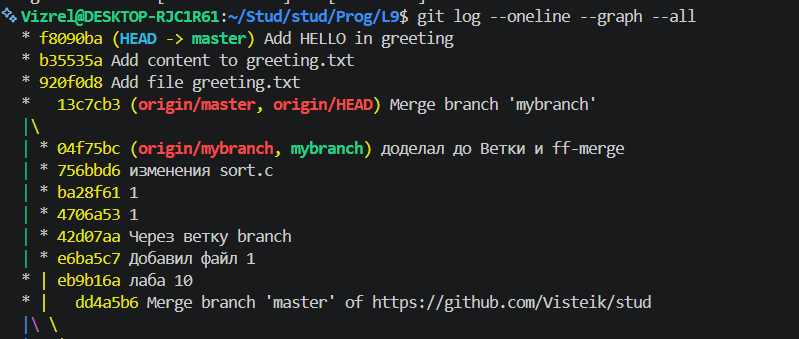 Vizrel@DESKTOP-RJC1R61:~/Stud/stud/Prog/L9$ git log --oneline --graph --all
* f8090ba (HEAD -> master) Add HELLO in greeting
* b35535a Add content to greeting.txt
* 920f0d8 Add file greeting.txt
*   13c7cb3 (origin/master, origin/HEAD) Merge branch 'mybranch'
|\
| * 04f75bc (origin/mybranch, mybranch) доделал до Ветки и ff-merge
| * 756bbd6 изменения sort.c
| * ba28f61 1
| * 4706a53 1
| * 42d07aa Через ветку branch
| * e6ba5c7 Добавил файл 1
* | eb9b16a лаба 10
* |   dd4a5b6 Merge branch 'master' of https://github.com/Visteik/stud
|\ \